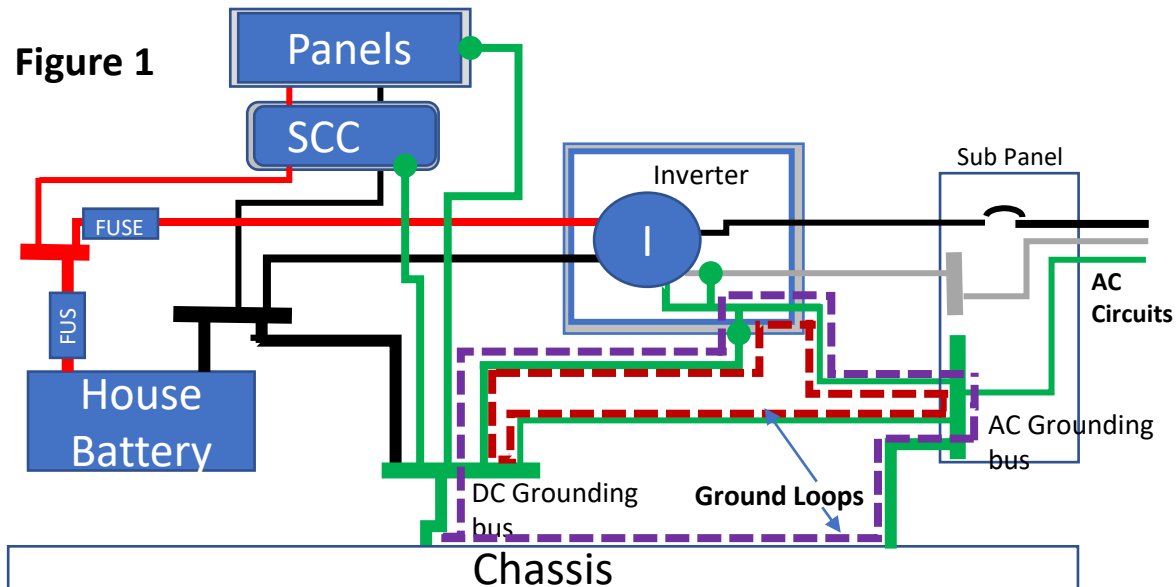 Figure 1
Panels
SCC
Inverter
Sub Panel
FUSE
I
FUS
AC
Circuits
House
Battery
AC Grounding
bus
DC Grounding
bus
Ground Loops
Chassis